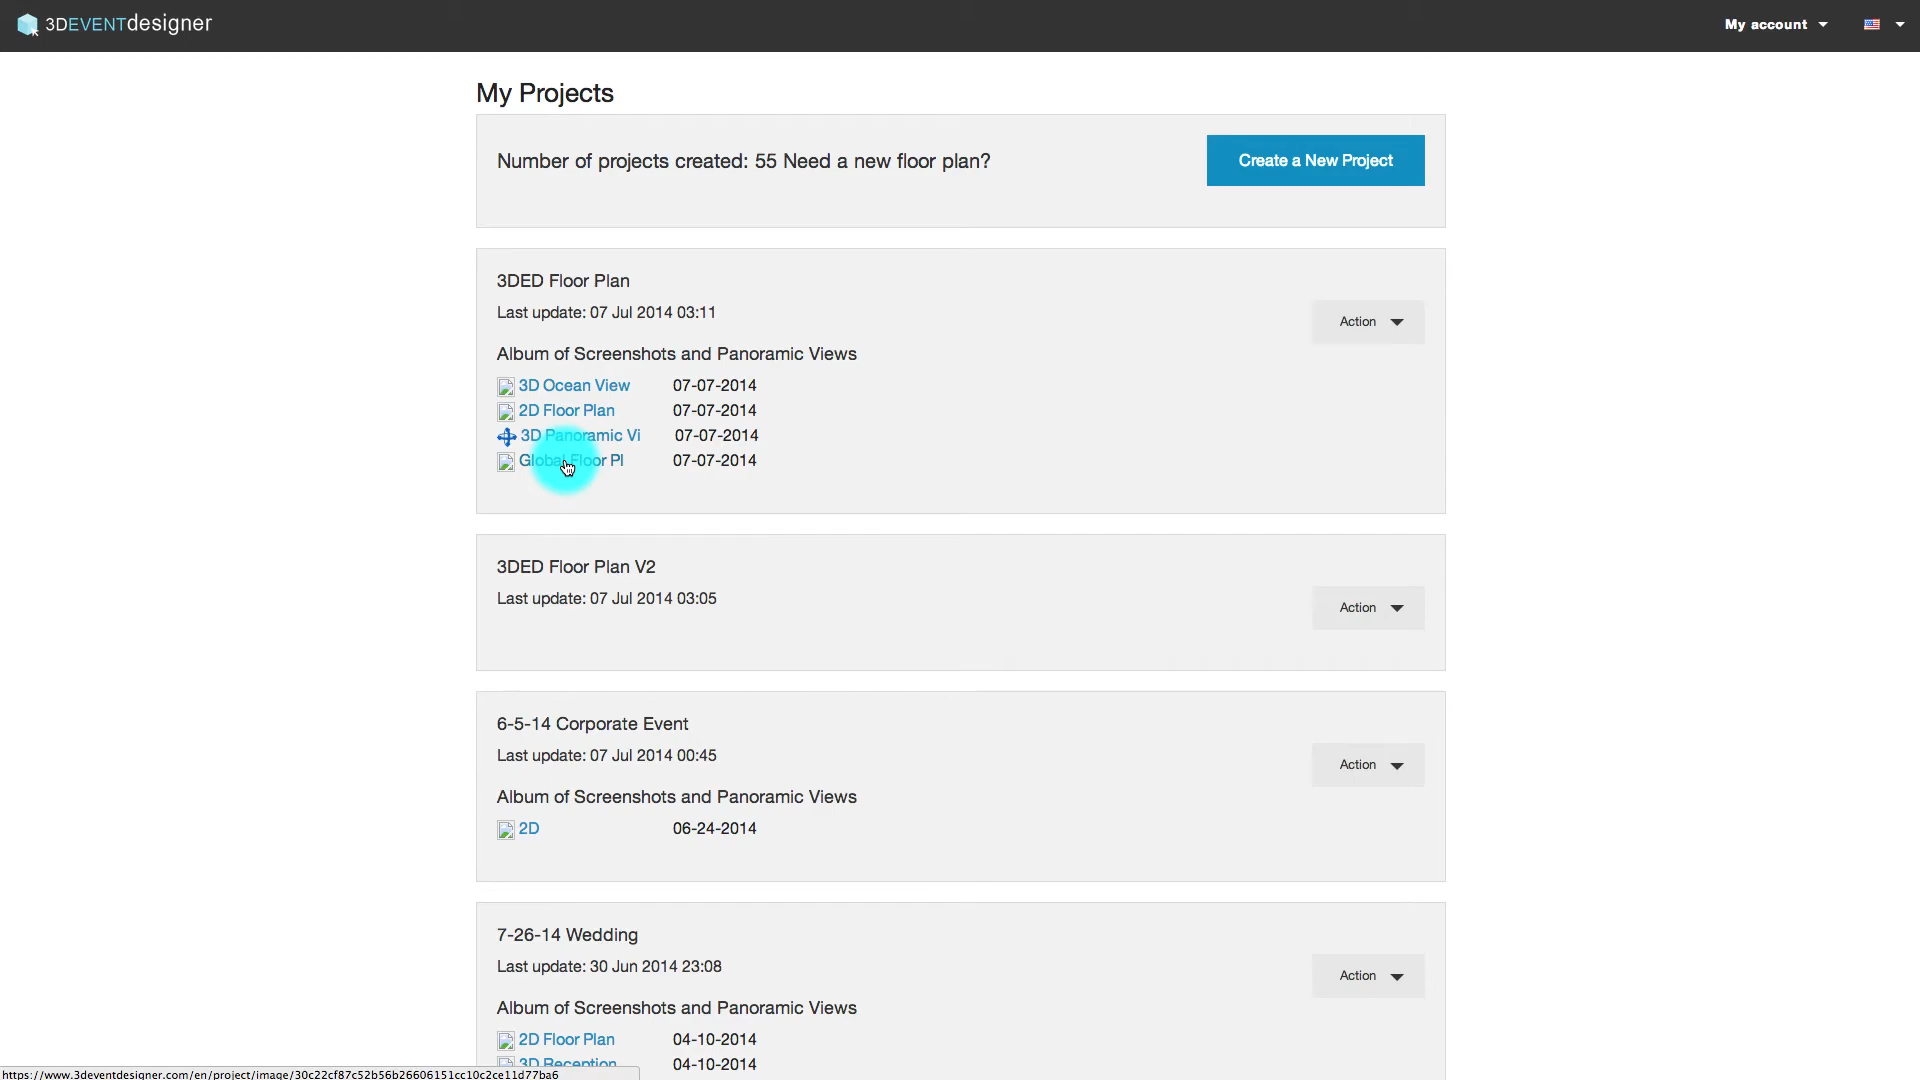 3DEVENTdesigner
My account
My Projects
Number of projects created: 55 Need a new floor plan?
Create a New Project
3DED Floor Plan
Last update: 07 Jul 2014 03:11
Action
Album of Screenshots and Panoramic Views
3D Ocean View 07-07-2014
2D Floor Plan 07-07-2014
3D Panoramic Vi 07-07-2014
Global Floor Pl 07-07-2014
3DED Floor Plan V2
Last update: 07 Jul 2014 03:05
Action
6-5-14 Corporate Event
Last update: 07 Jul 2014 00:45
Action
Album of Screenshots and Panoramic Views
2D 06-24-2014
7-26-14 Wedding
Last update: 30 Jun 2014 23:08
Action
Album of Screenshots and Panoramic Views
2D Floor Plan 04-10-2014
3D Reception 04-10-2014
https://www.3deventdesigner.com/en/project/image/30c22cf87c52b56b26606151cc10c2ce11d77ba6